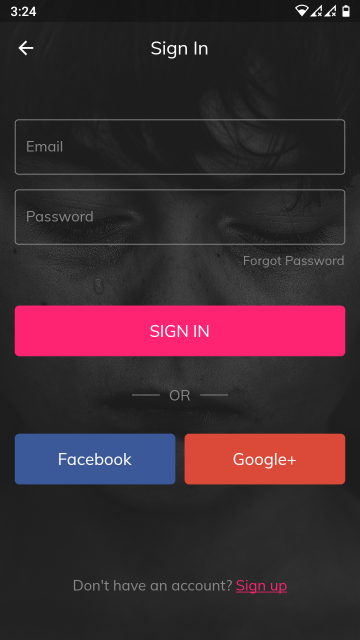 3:24
Sign In
Email
Password
Forgot Password
SIGN IN
OR
Facebook
Google+
Don't have an account? Sign up